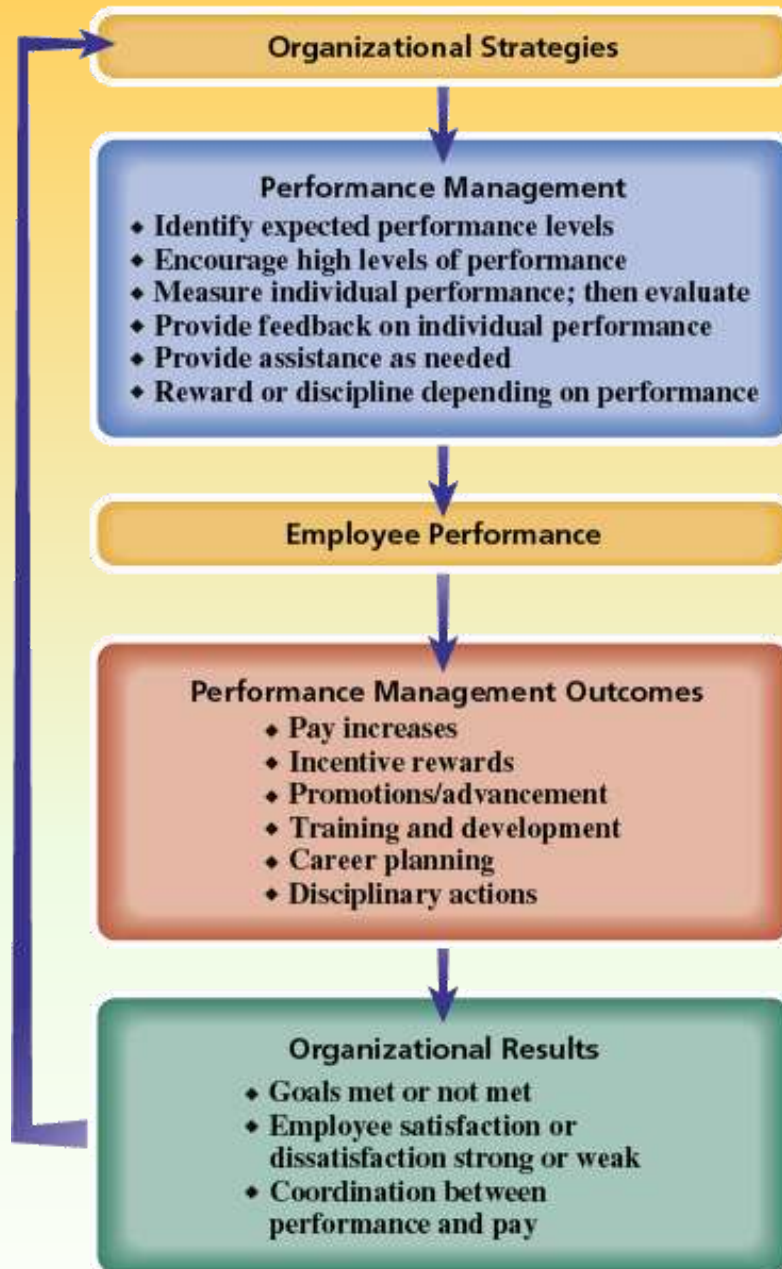 Organizational Strategies
Performance Management
◆ Identify expected performance levels
◆ Encourage high levels of performance
◆ Measure individual performance; then evaluate
◆ Provide feedback on individual performance
◆ Provide assistance as needed
◆ Reward or discipline depending on performance
Employee Performance
Performance Management Outcomes
◆ Pay increases
◆ Incentive rewards
◆ Promotions/advancement
◆ Training and development
◆ Career planning
◆ Disciplinary actions
Organizational Results
◆ Goals met or not met
◆ Employee satisfaction or
dissatisfaction strong or weak
◆ Coordination between
performance and pay